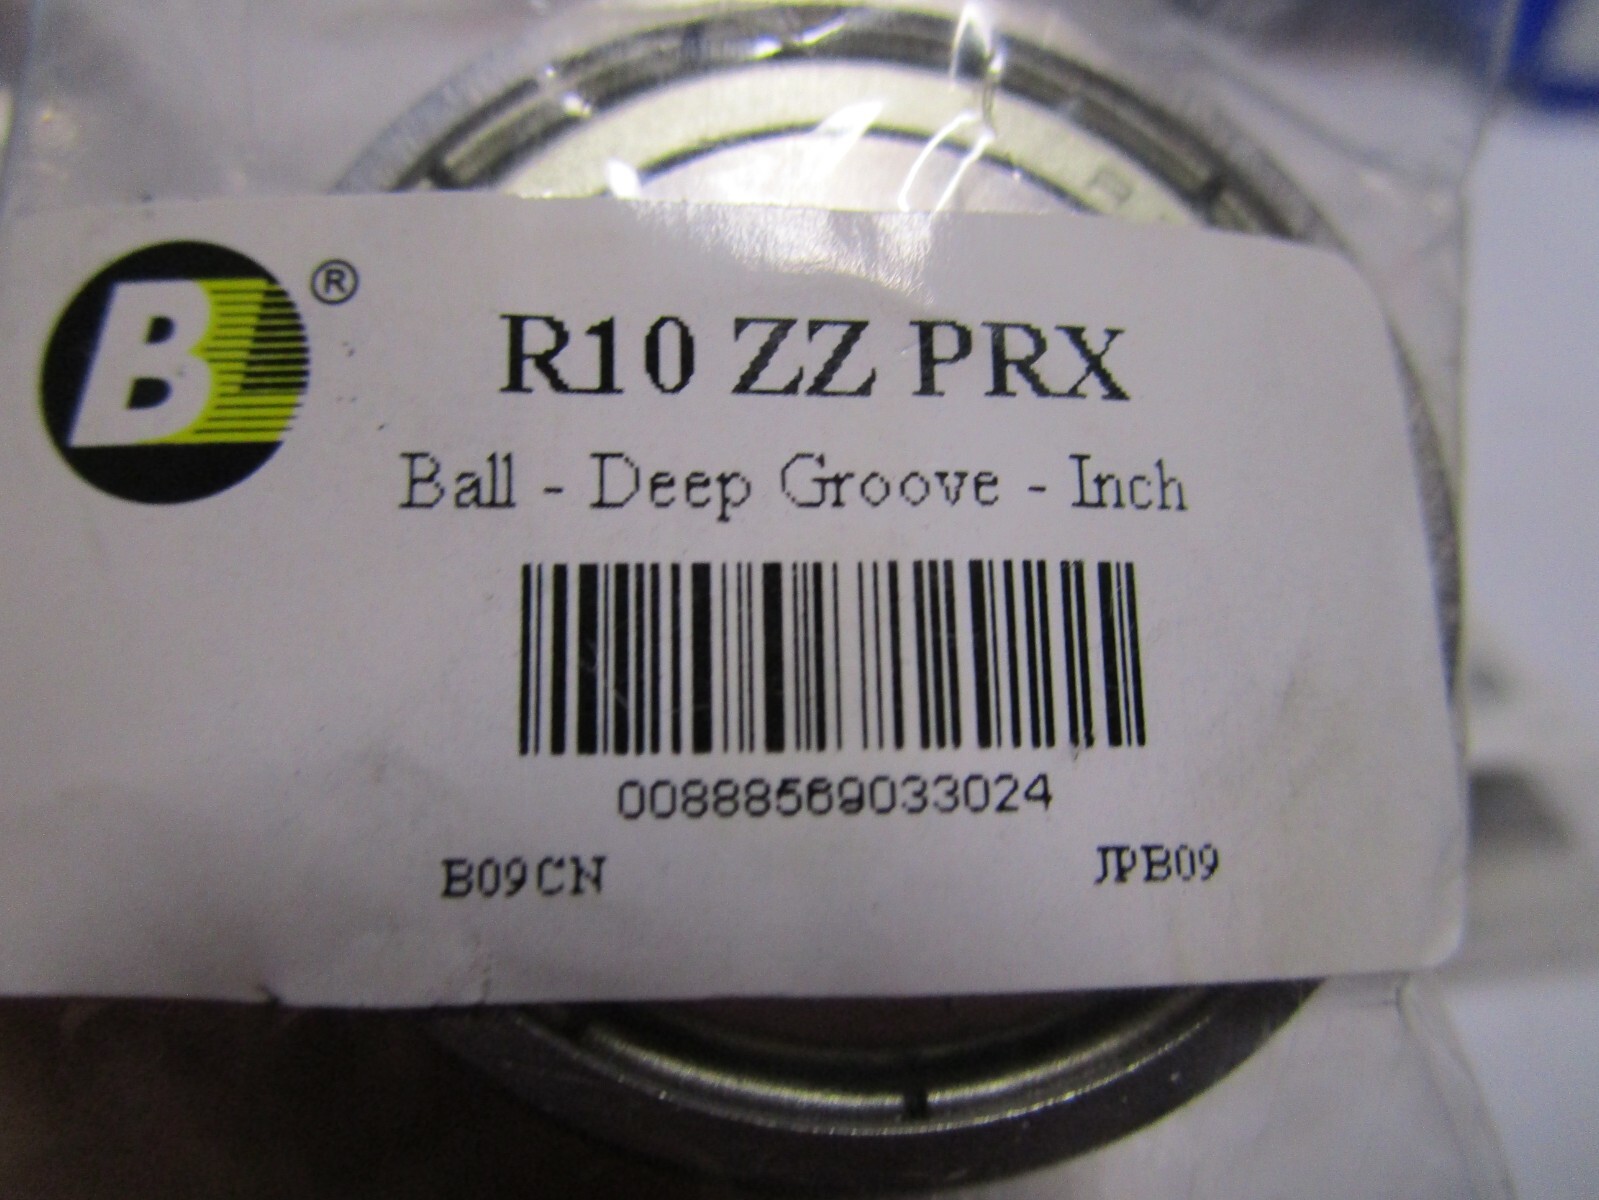 B®
R10 ZZ PRX
Ball - Deep Groove - Inch
00888569033024
B09CN
JPB09